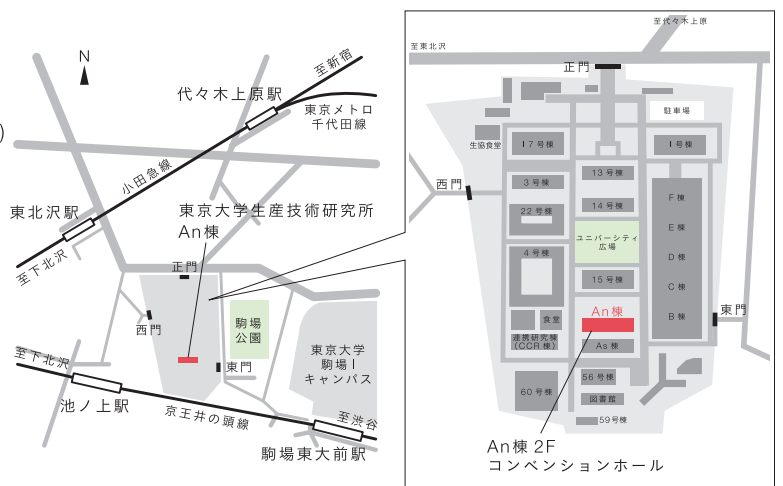 N
至新宿
代々木上原駅
東京メトロ
千代田線
)
小田急線
東京大学生産技術研究所
An棟
東北沢駅
至下北沢
正門
西門
駒場
公園
東門
東京大学
駒場Ⅰ
キャンパス
至下北沢
池ノ上駅
京王井の頭線
至渋谷
駒場東大前駅
至代々木上原
至東北沢
正門
駐車場
生協食堂
17号棟
1号棟
西門
3号棟
13号棟
22号棟
14号棟
F棟
E棟
D棟
C棟
B棟
ユニバーシティ
広場
4号棟
15号棟
An棟
東門
食堂
連携研究棟
(CCR棟)
As棟
56号棟
60号棟
図書館
59号棟
An棟 2F
コンベンションホール